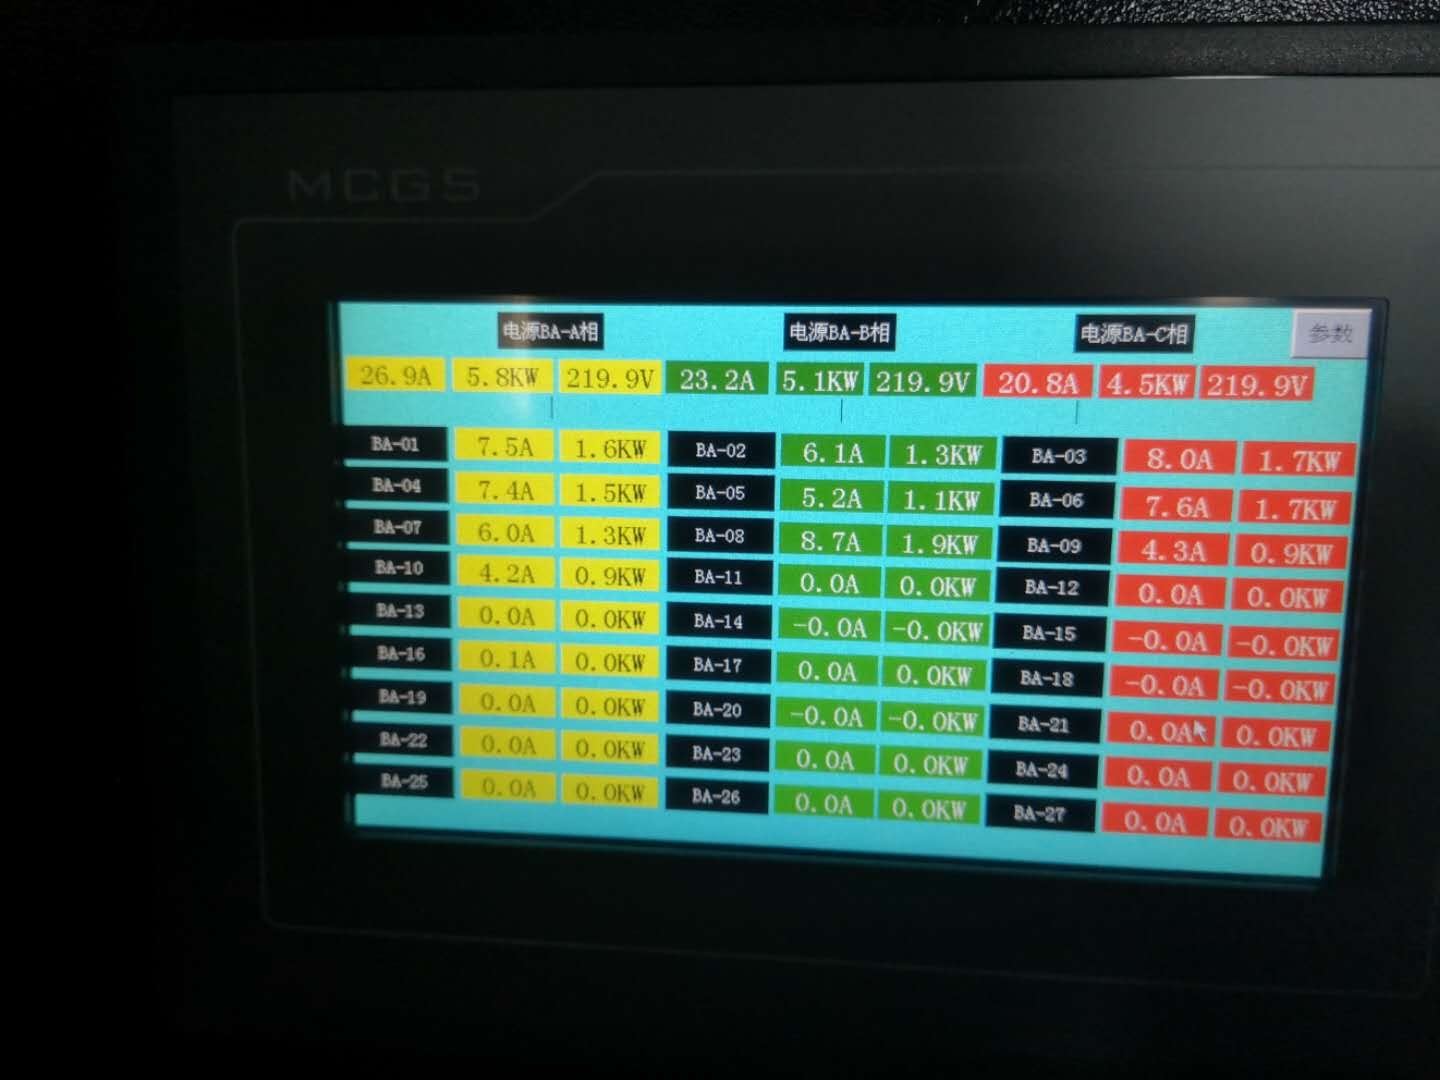 MCGS
电源BA-A相 电源BA-B相 电源BA-C相 参数
26.9A 5.8KW 219.9V 23.2A 5.1KW 219.9V 20.8A 4.5KW 219.9V
BA-01 7.5A 1.6KW BA-02 6.1A 1.3KW BA-03 8.0A 1.7KW
BA-04 7.4A 1.5KW BA-05 5.2A 1.1KW BA-06 7.6A 1.7KW
BA-07 6.0A 1.3KW BA-08 8.7A 1.9KW BA-09 4.3A 0.9KW
BA-10 4.2A 0.9KW BA-11 0.0A 0.0KW BA-12 0.0A 0.0KW
BA-13 0.0A 0.0KW BA-14 -0.0A -0.0KW BA-15 -0.0A -0.0KW
BA-16 0.1A 0.0KW BA-17 0.0A 0.0KW BA-18 -0.0A -0.0KW
BA-19 0.0A 0.0KW BA-20 -0.0A -0.0KW BA-21 0.0A 0.0KW
BA-22 0.0A 0.0KW BA-23 0.0A 0.0KW BA-24 0.0A 0.0KW
BA-25 0.0A 0.0KW BA-26 0.0A 0.0KW BA-27 0.0A 0.0KW